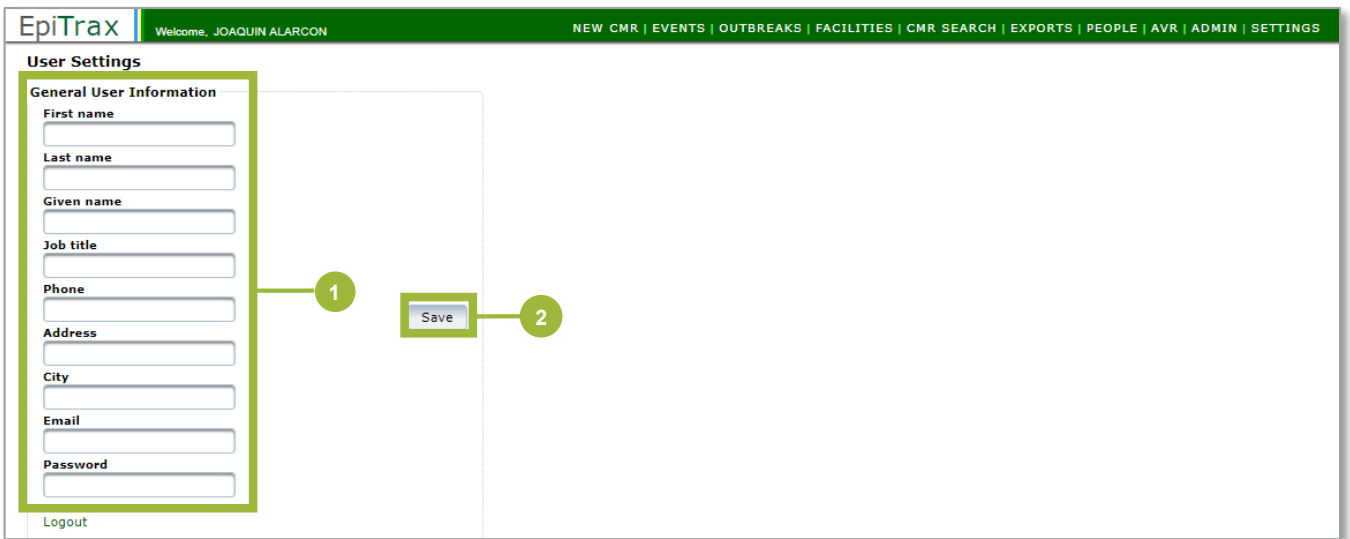 EpiTrax Welcome, JOAQUIN ALARCON NEW CMR | EVENTS | OUTBREAKS | FACILITIES | CMR SEARCH | EXPORTS | PEOPLE | AVR | ADMIN | SETTINGS
User Settings
General User Information
First name
Last name
Given name
Job title
Phone
1
Save
2
Address
City
Email
Password
Logout